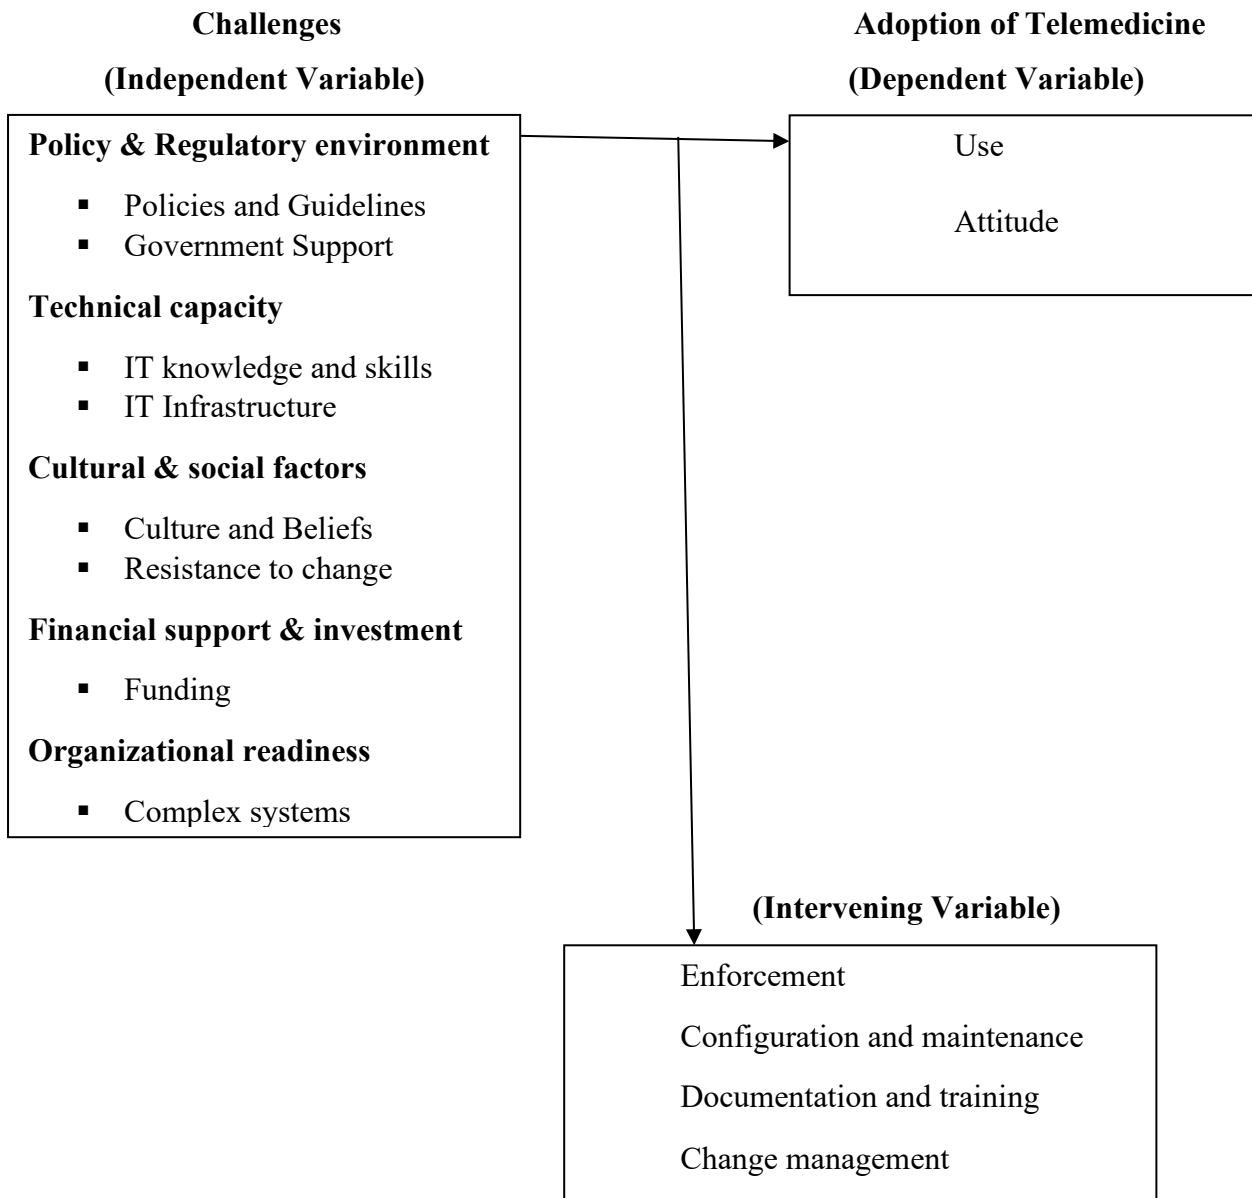 Challenges
(Independent Variable)
Adoption of Telemedicine
(Dependent Variable)
Policy & Regulatory environment
▪ Policies and Guidelines
▪ Government Support
Technical capacity
▪ IT knowledge and skills
▪ IT Infrastructure
Cultural & social factors
▪ Culture and Beliefs
▪ Resistance to change
Financial support & investment
▪ Funding
Organizational readiness
▪ Complex systems
Use
Attitude
(Intervening Variable)
Enforcement
Configuration and maintenance
Documentation and training
Change management